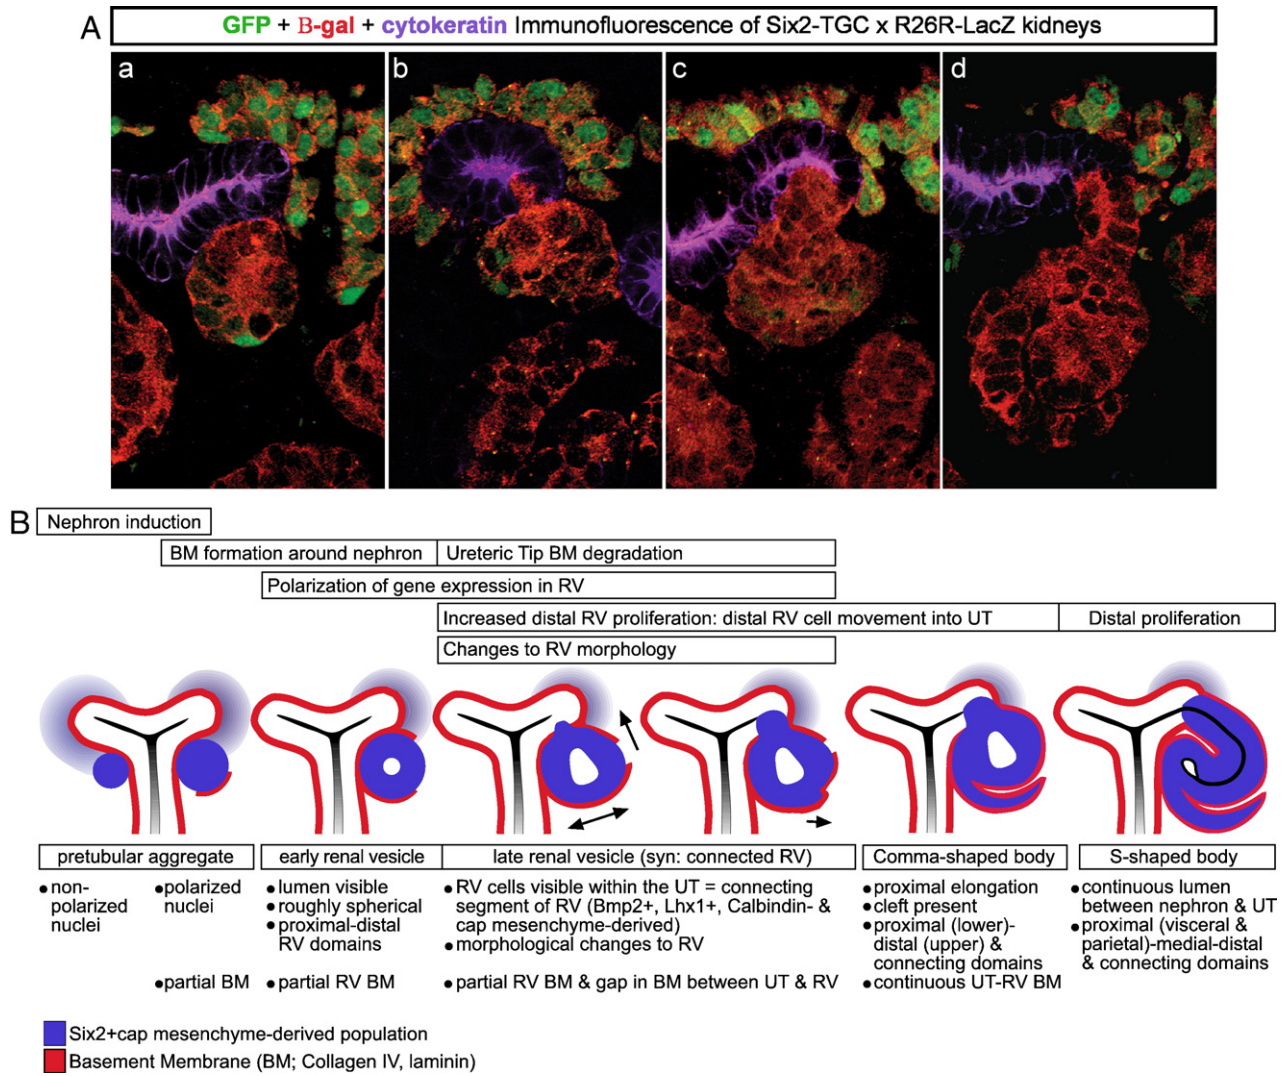 A
GFP + B-gal + cytokeratin Immunofluorescence of Six2-TGC x R26R-LacZ kidneys
a
b
c
d
B
Nephron induction
BM formation around nephron
Ureteric Tip BM degradation
Polarization of gene expression in RV
Increased distal RV proliferation: distal RV cell movement into UT
Distal proliferation
Changes to RV morphology
pretubular aggregate
•non-
polarized
nuclei
•polarized
nuclei
•partial BM
early renal vesicle
•lumen visible
•roughly spherical
•proximal-distal
RV domains
•partial RV BM
late renal vesicle (syn: connected RV)
•RV cells visible within the UT = connecting
segment of RV (Bmp2+, Lhx1+, Calbindin- &
cap mesenchyme-derived)
•morphological changes to RV
•partial RV BM & gap in BM between UT & RV
Comma-shaped body
•proximal elongation
•cleft present
•proximal (lower)-
distal (upper) &
connecting domains
•continuous UT-RV BM
S-shaped body
•continuous lumen
between nephron & UT
•proximal (visceral &
parietal)-medial-distal
& connecting domains
Six2+cap mesenchyme-derived population
Basement Membrane (BM; Collagen IV, laminin)